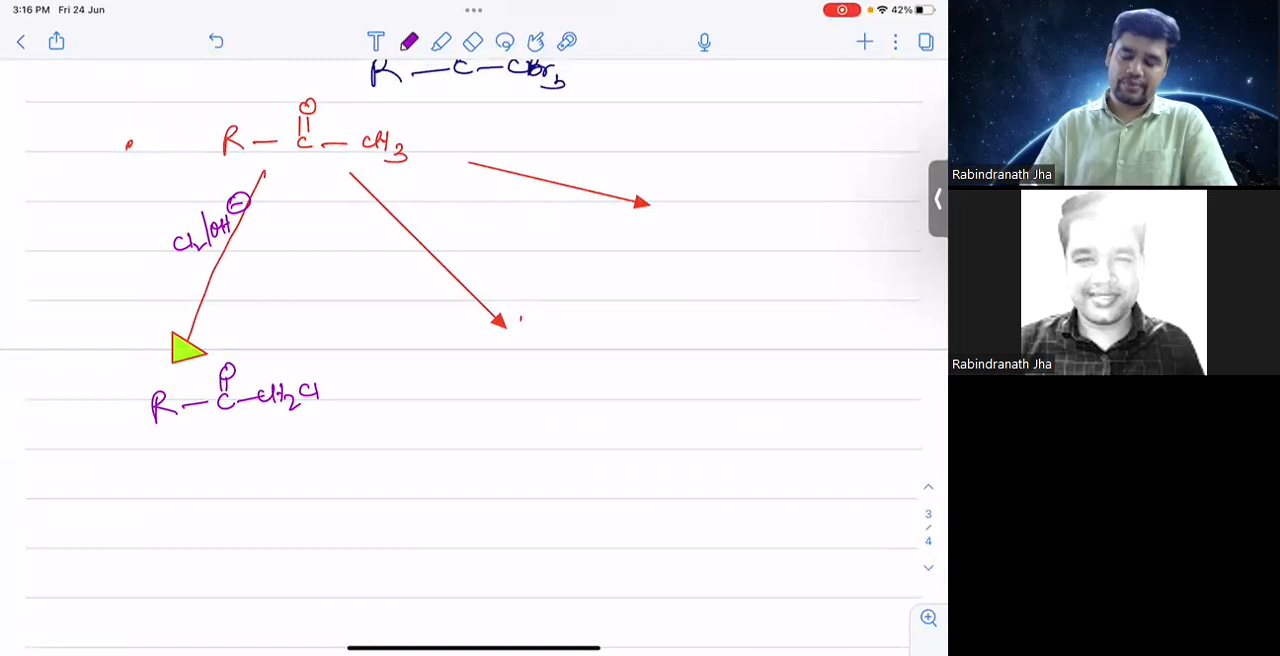 3:16 PM Fri 24 Jun
42%
R — C — CBr3
O
R — C — CH3
Cl2/OH⊖
O
R — C — CH2Cl
3
4
Rabindranath Jha
Rabindranath Jha